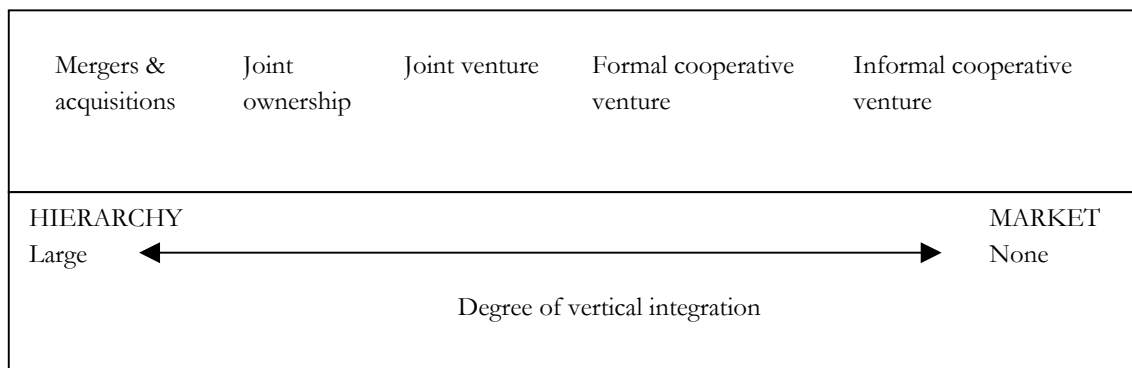 Mergers & Joint Joint venture Formal cooperative Informal cooperative
acquisitions ownership venture venture
HIERARCHY MARKET
Large None
Degree of vertical integration